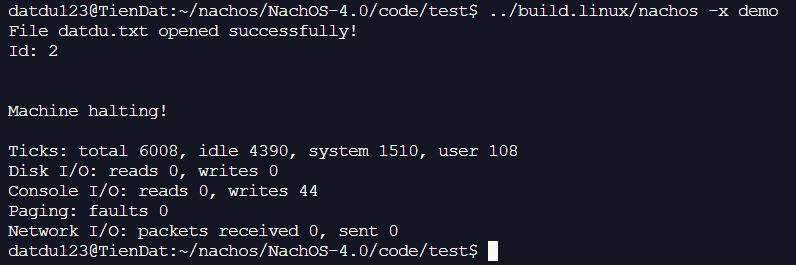 datdu123@TienDat:~/nachos/NachOS-4.0/code/test$ ../build.linux/nachos -x demo
File datdu.txt opened successfully!
Id: 2
Machine halting!
Ticks: total 6008, idle 4390, system 1510, user 108
Disk I/O: reads 0, writes 0
Console I/O: reads 0, writes 44
Paging: faults 0
Network I/O: packets received 0, sent 0
datdu123@TienDat:~/nachos/NachOS-4.0/code/test$